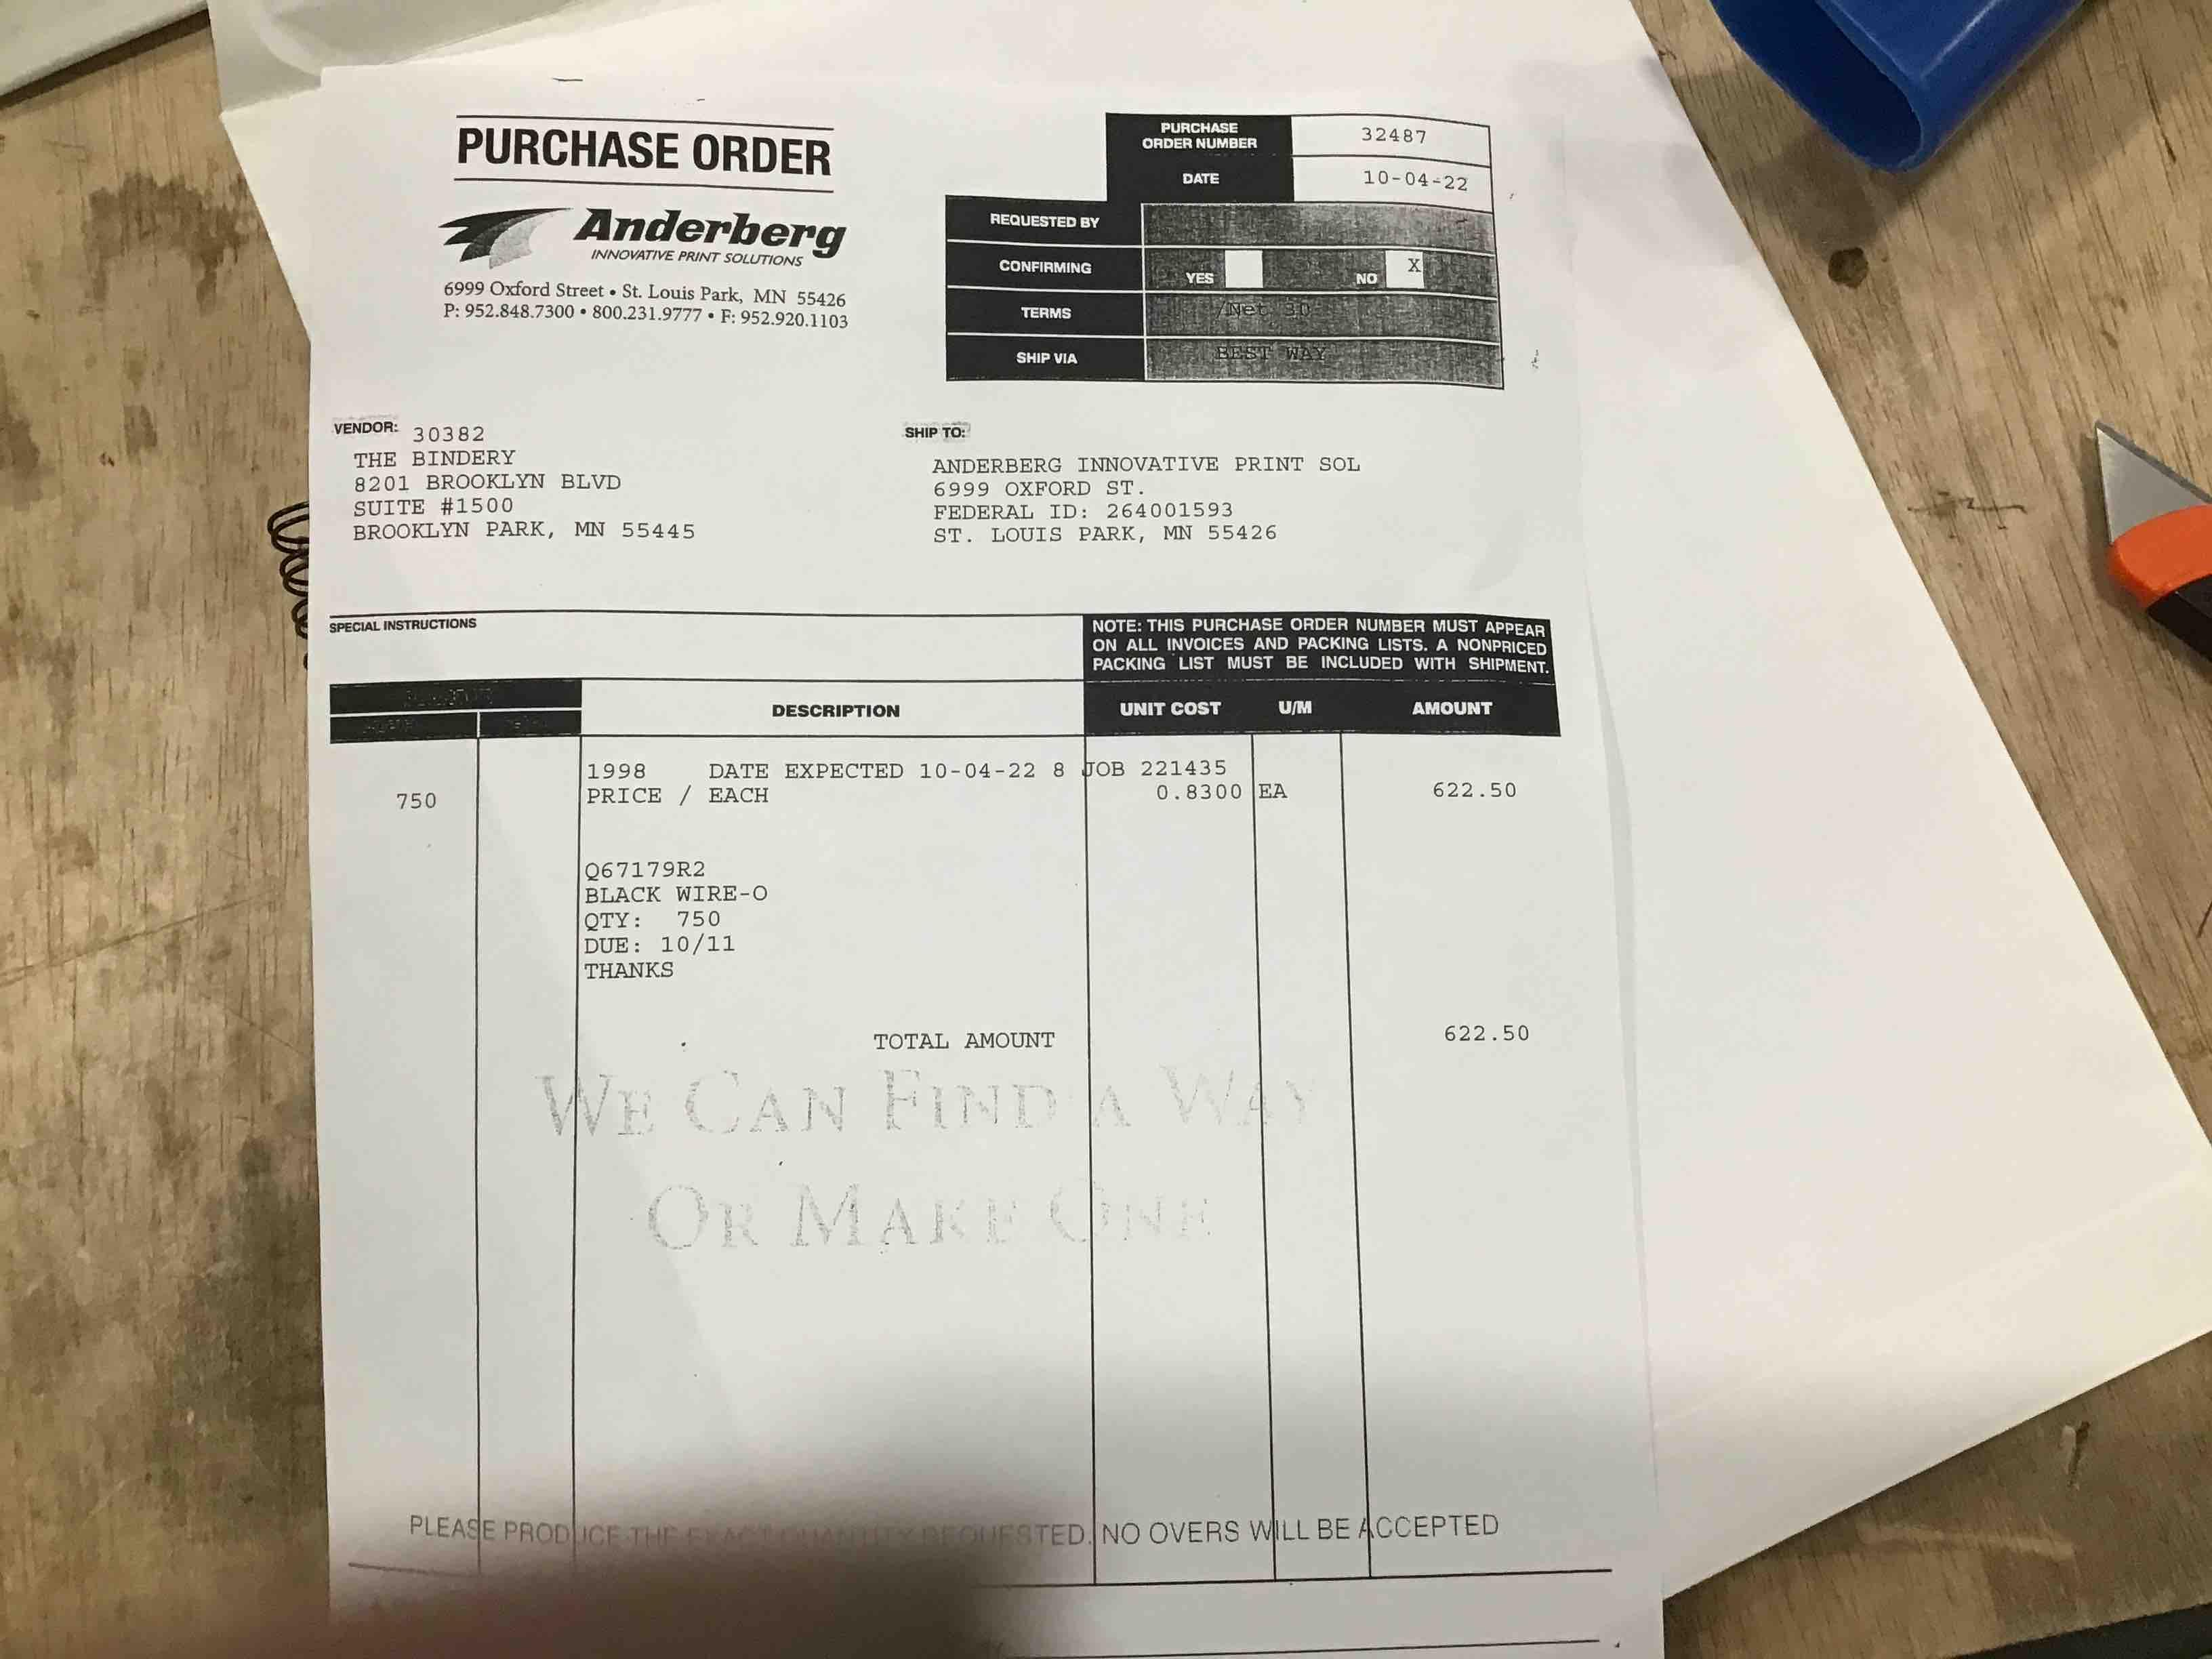 PURCHASE ORDER
Anderberg
INNOVATIVE PRINT SOLUTIONS
6999 Oxford Street • St. Louis Park, MN 55426
P: 952.848.7300 • 800.231.9777 • F: 952.920.1103
PURCHASE ORDER NUMBER 32487
DATE 10-04-22
REQUESTED BY
CONFIRMING YES NO X
TERMS /Net 30
SHIP VIA BEST WAY
VENDOR: 30382
THE BINDERY
8201 BROOKLYN BLVD
SUITE #1500
BROOKLYN PARK, MN 55445
SHIP TO:
ANDERBERG INNOVATIVE PRINT SOL
6999 OXFORD ST.
FEDERAL ID: 264001593
ST. LOUIS PARK, MN 55426
SPECIAL INSTRUCTIONS
NOTE: THIS PURCHASE ORDER NUMBER MUST APPEAR
ON ALL INVOICES AND PACKING LISTS. A NONPRICED
PACKING LIST MUST BE INCLUDED WITH SHIPMENT.
DESCRIPTION UNIT COST U/M AMOUNT
1998 DATE EXPECTED 10-04-22 8 JOB 221435
750 PRICE / EACH 0.8300 EA 622.50
Q67179R2
BLACK WIRE-O
QTY: 750
DUE: 10/11
THANKS
TOTAL AMOUNT 622.50
WE CAN FIND A WAY
OR MAKE ONE
PLEASE PRODUCE THE EXACT QUANTITY REQUESTED. NO OVERS WILL BE ACCEPTED